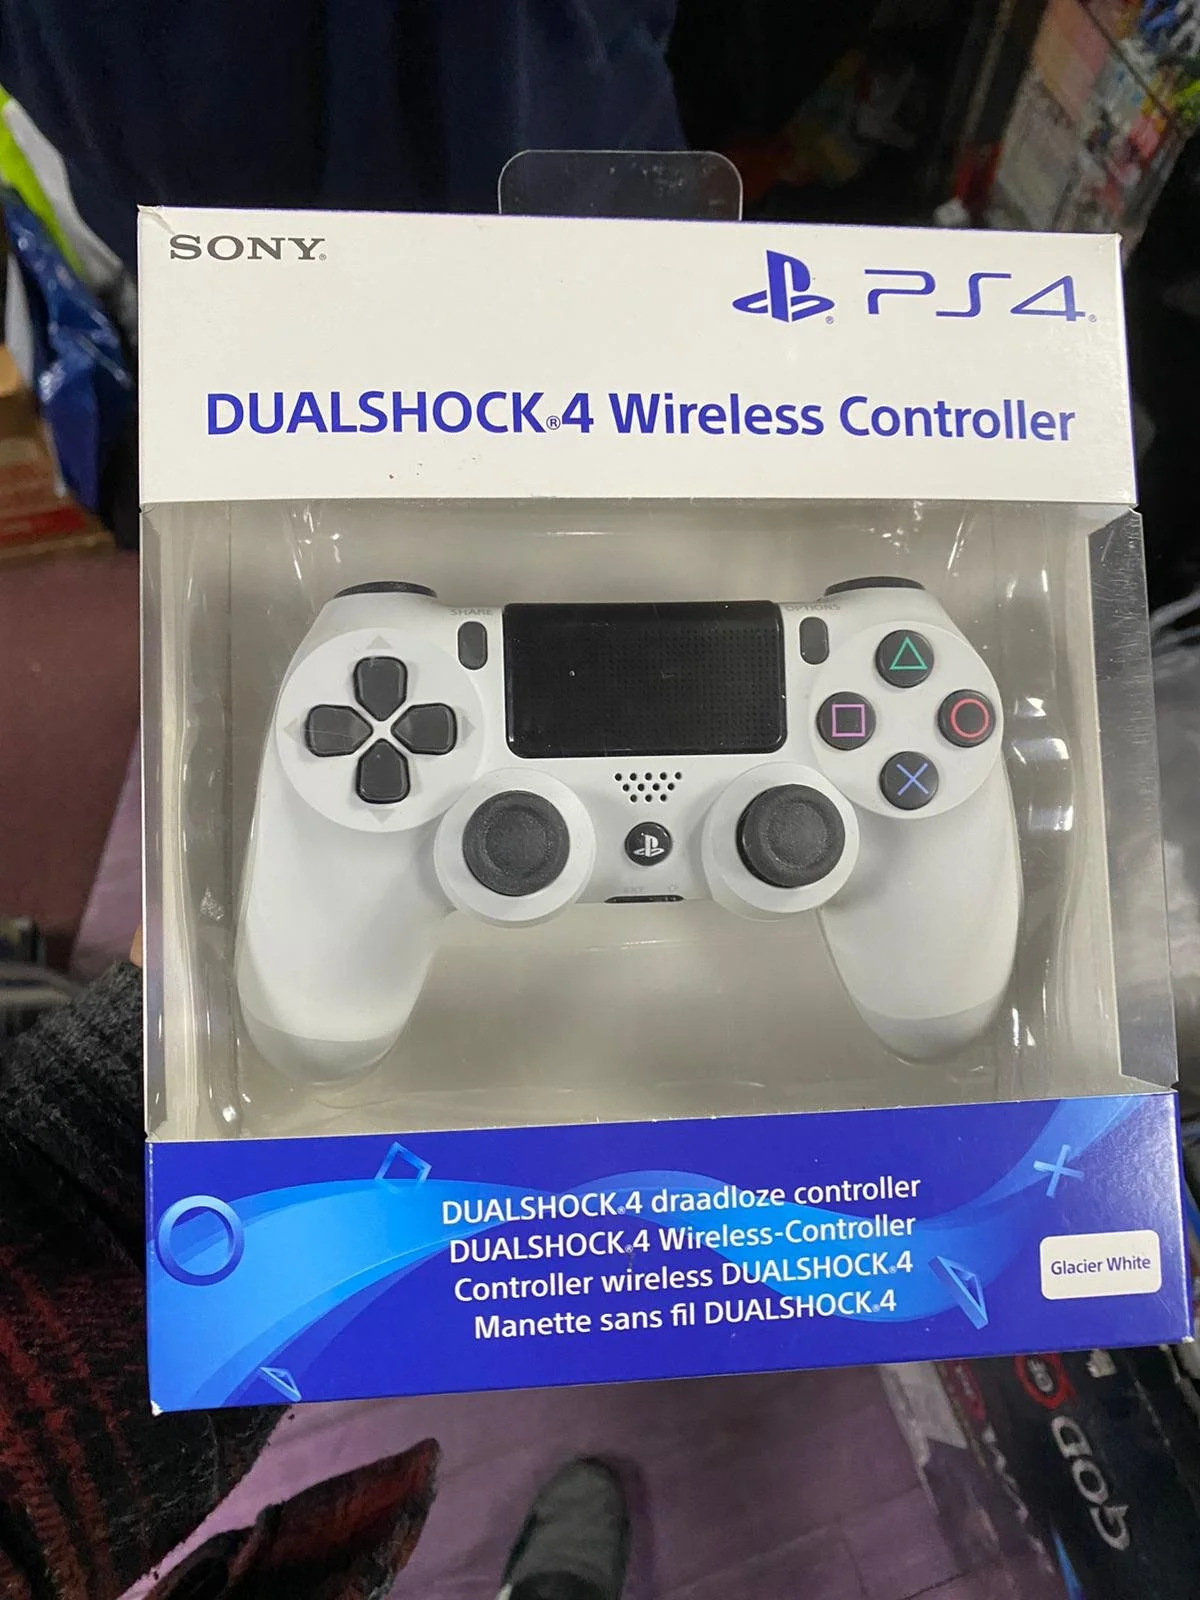 SONY®
PS4®
DUALSHOCK®4 Wireless Controller
SHARE
OPTIONS
DUALSHOCK®4 draadloze controller
DUALSHOCK®4 Wireless-Controller
Controller wireless DUALSHOCK®4
Manette sans fil DUALSHOCK®4
Glacier White